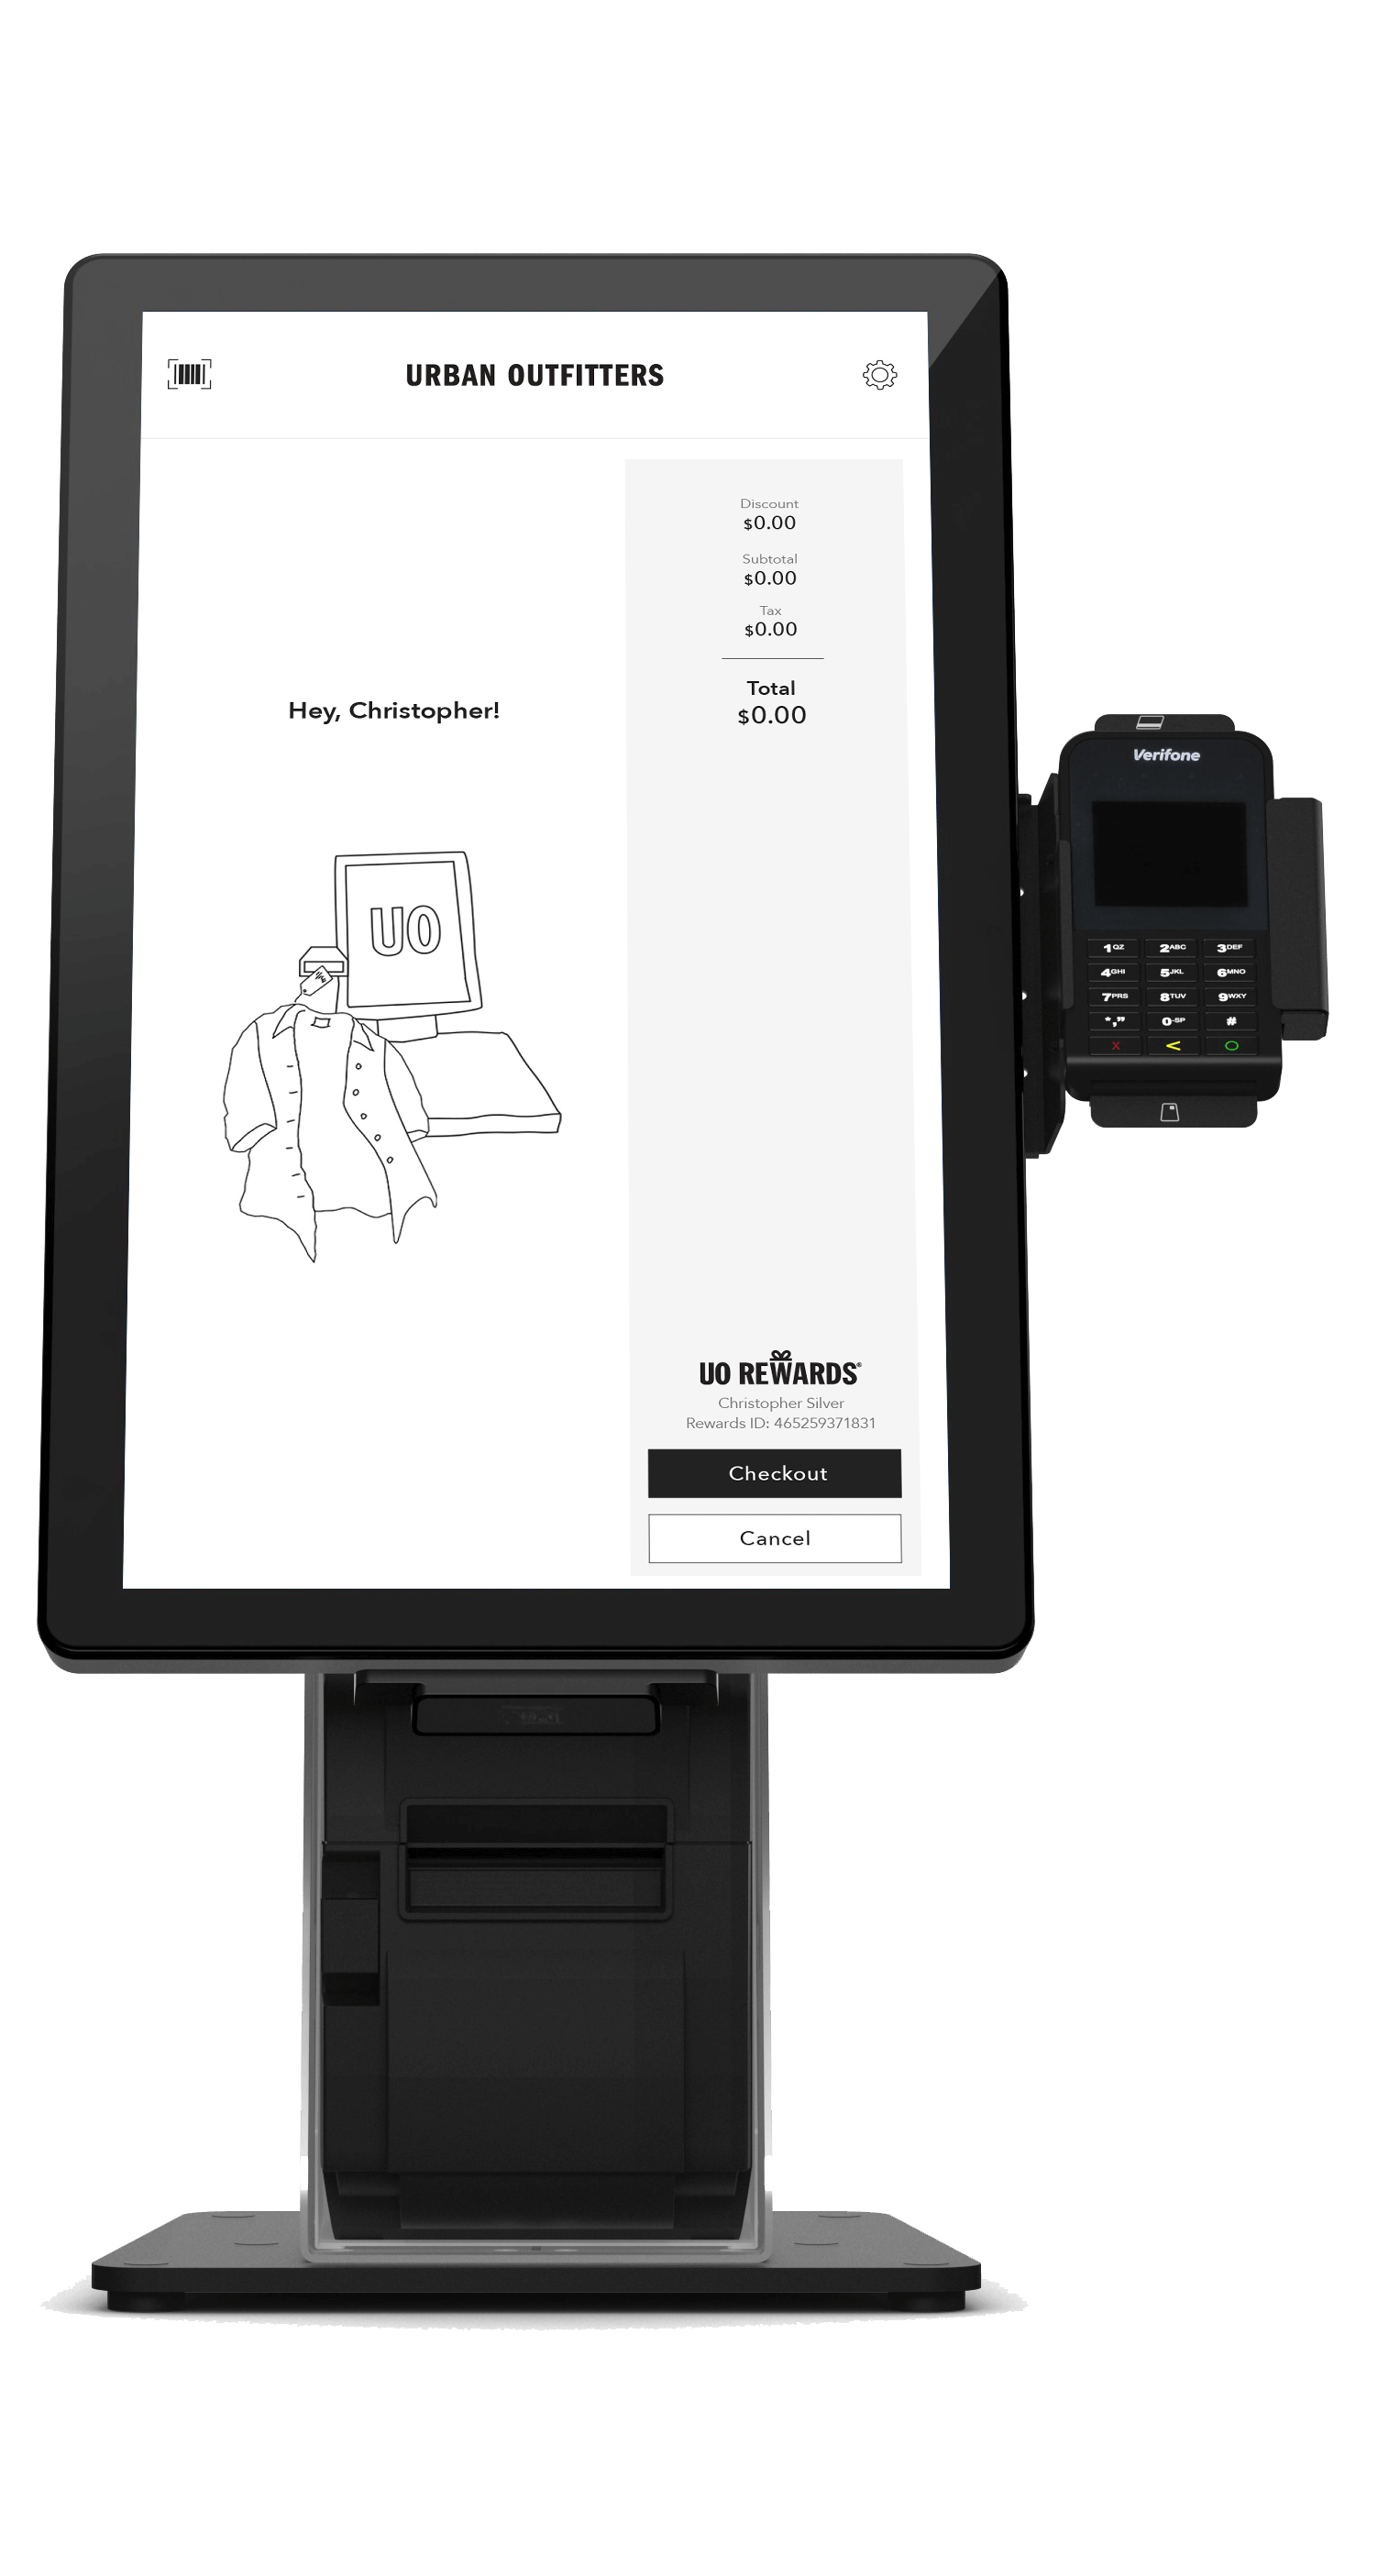 URBAN OUTFITTERS
Hey, Christopher!
UO
Discount
$0.00
Subtotal
$0.00
Tax
$0.00
Total
$0.00
UO REWARDS®
Christopher Silver
Rewards ID: 465259371831
Checkout
Cancel
Verifone
1 QZ 2 ABC 3 DEF
4 GHI 5 JKL 6 MNO
7 PRS 8 TUV 9 WXY
*,” 0 -SP #
X < O